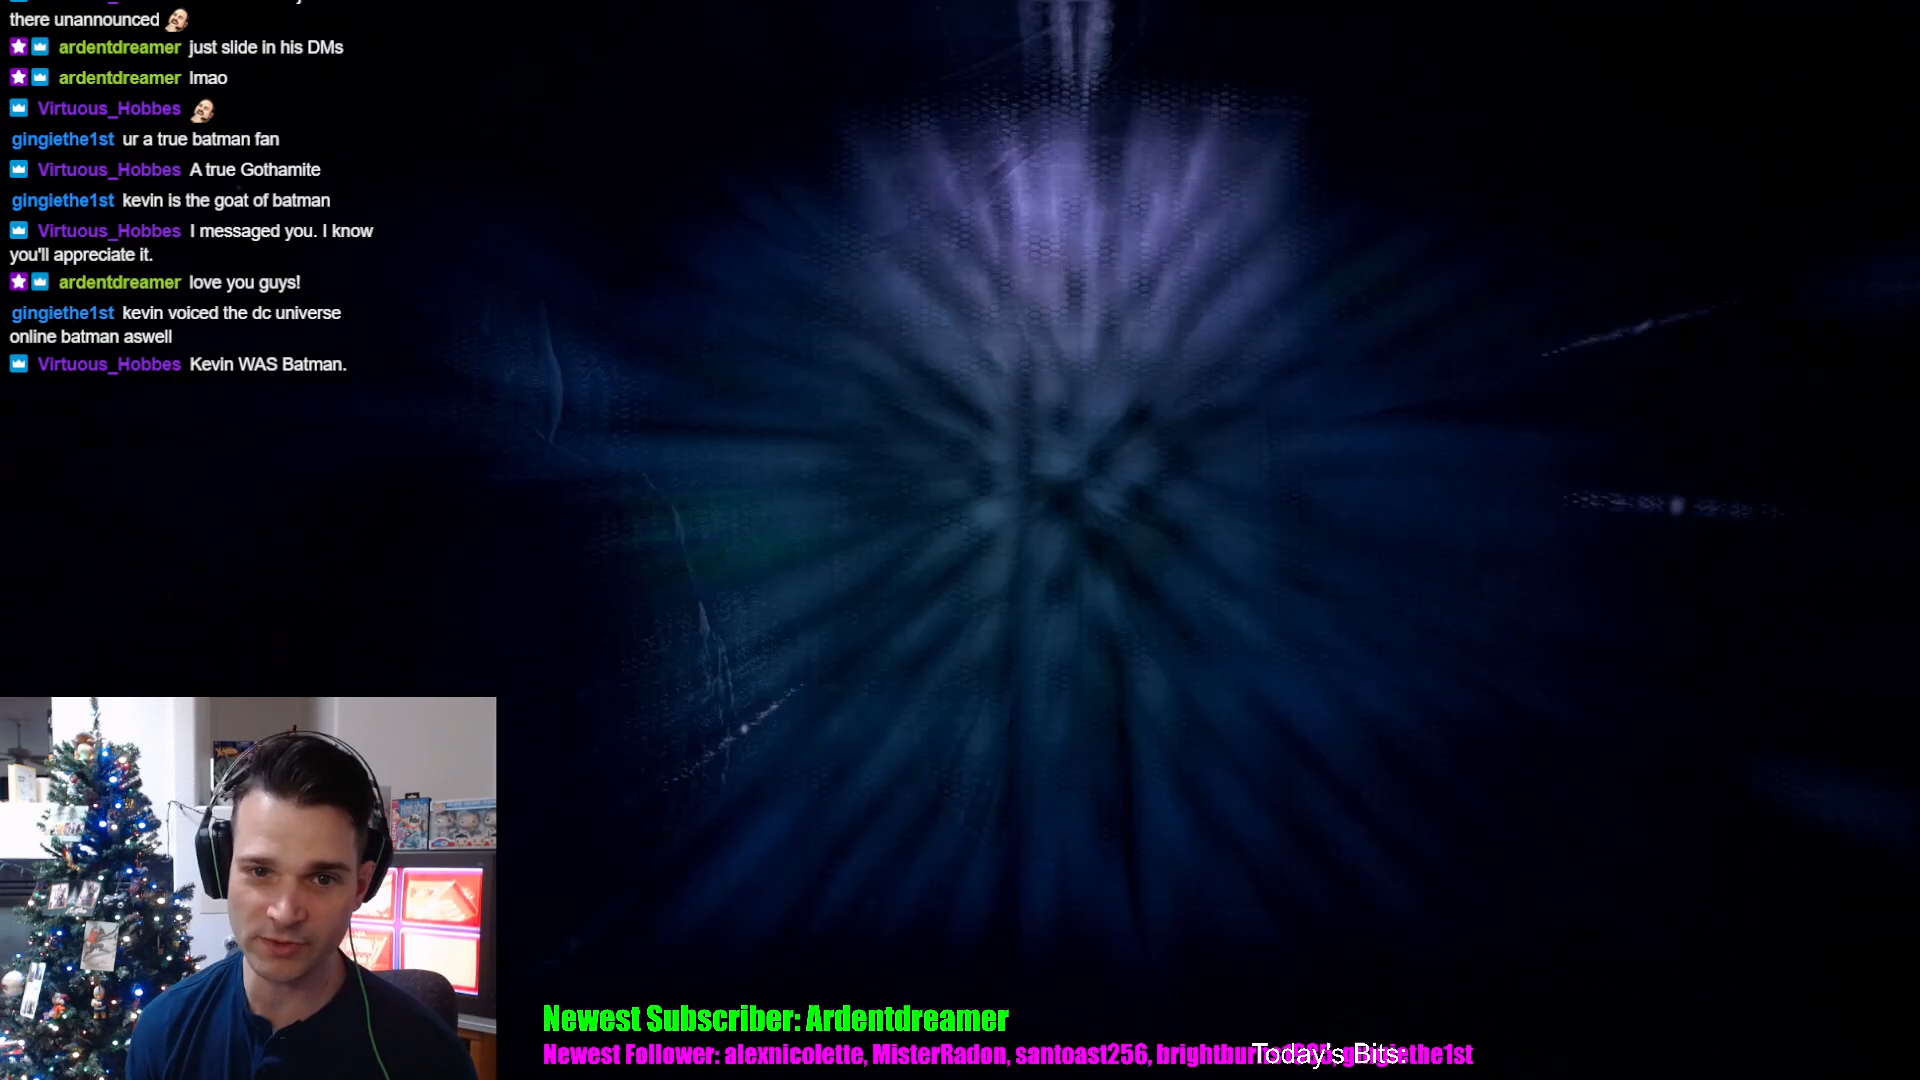 there unannounced
ardentdreamer just slide in his DMs
ardentdreamer lmao
Virtuous_Hobbes
gingiethe1st ur a true batman fan
Virtuous_Hobbes A true Gothamite
gingiethe1st kevin is the goat of batman
Virtuous_Hobbes I messaged you. I know
you'll appreciate it.
ardentdreamer love you guys!
gingiethe1st kevin voiced the dc universe
online batman aswell
Virtuous_Hobbes Kevin WAS Batman.
Newest Subscriber: Ardentdreamer
Newest Follower: alexnicolette, MisterRadon, santoast256, gingiethe1st
Today's Bits: